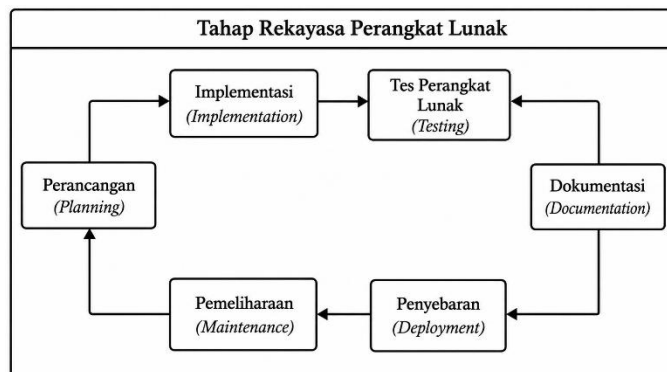 Tahap Rekayasa Perangkat Lunak
Implementasi
(Implementation)
Tes Perangkat
Lunak
(Testing)
Perancangan
(Planning)
Dokumentasi
(Documentation)
Pemeliharaan
(Maintenance)
Penyebaran
(Deployment)